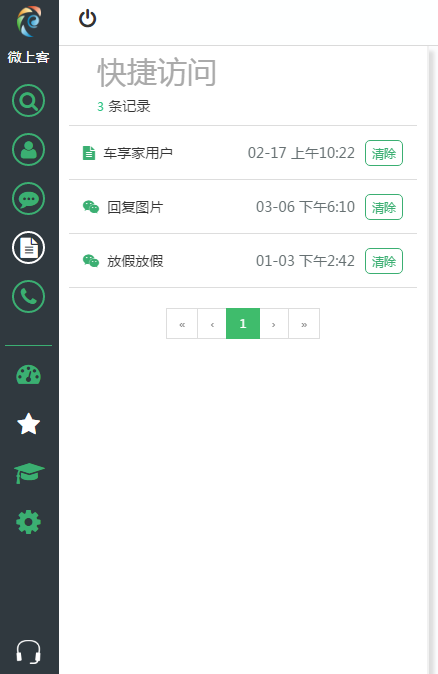 微上客
快捷访问
3 条记录
车享家用户 02-17 上午10:22 清除
回复图片 03-06 下午6:10 清除
放假放假 01-03 下午2:42 清除
« ‹ 1 › »